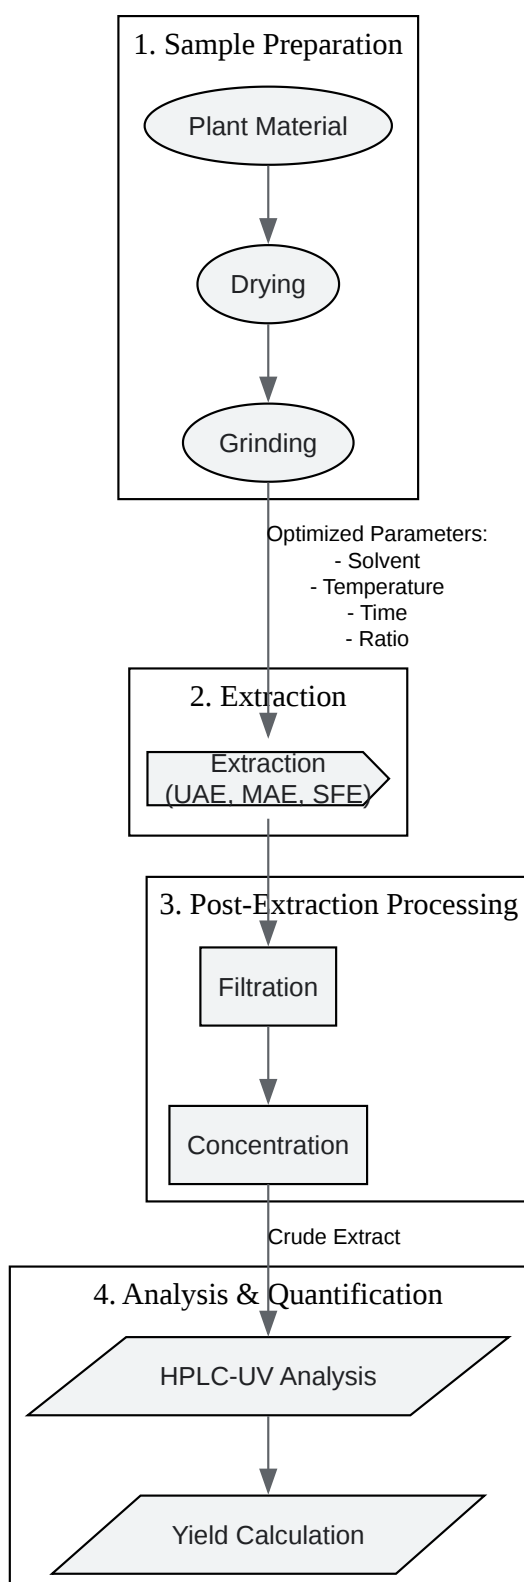 1. Sample Preparation
Plant Material
Drying
Grinding
Optimized Parameters:
- Solvent
- Temperature
- Time
- Ratio
2. Extraction
Extraction
(UAE, MAE, SFE)
3. Post-Extraction Processing
Filtration
Concentration
Crude Extract
4. Analysis & Quantification
HPLC-UV Analysis
Yield Calculation